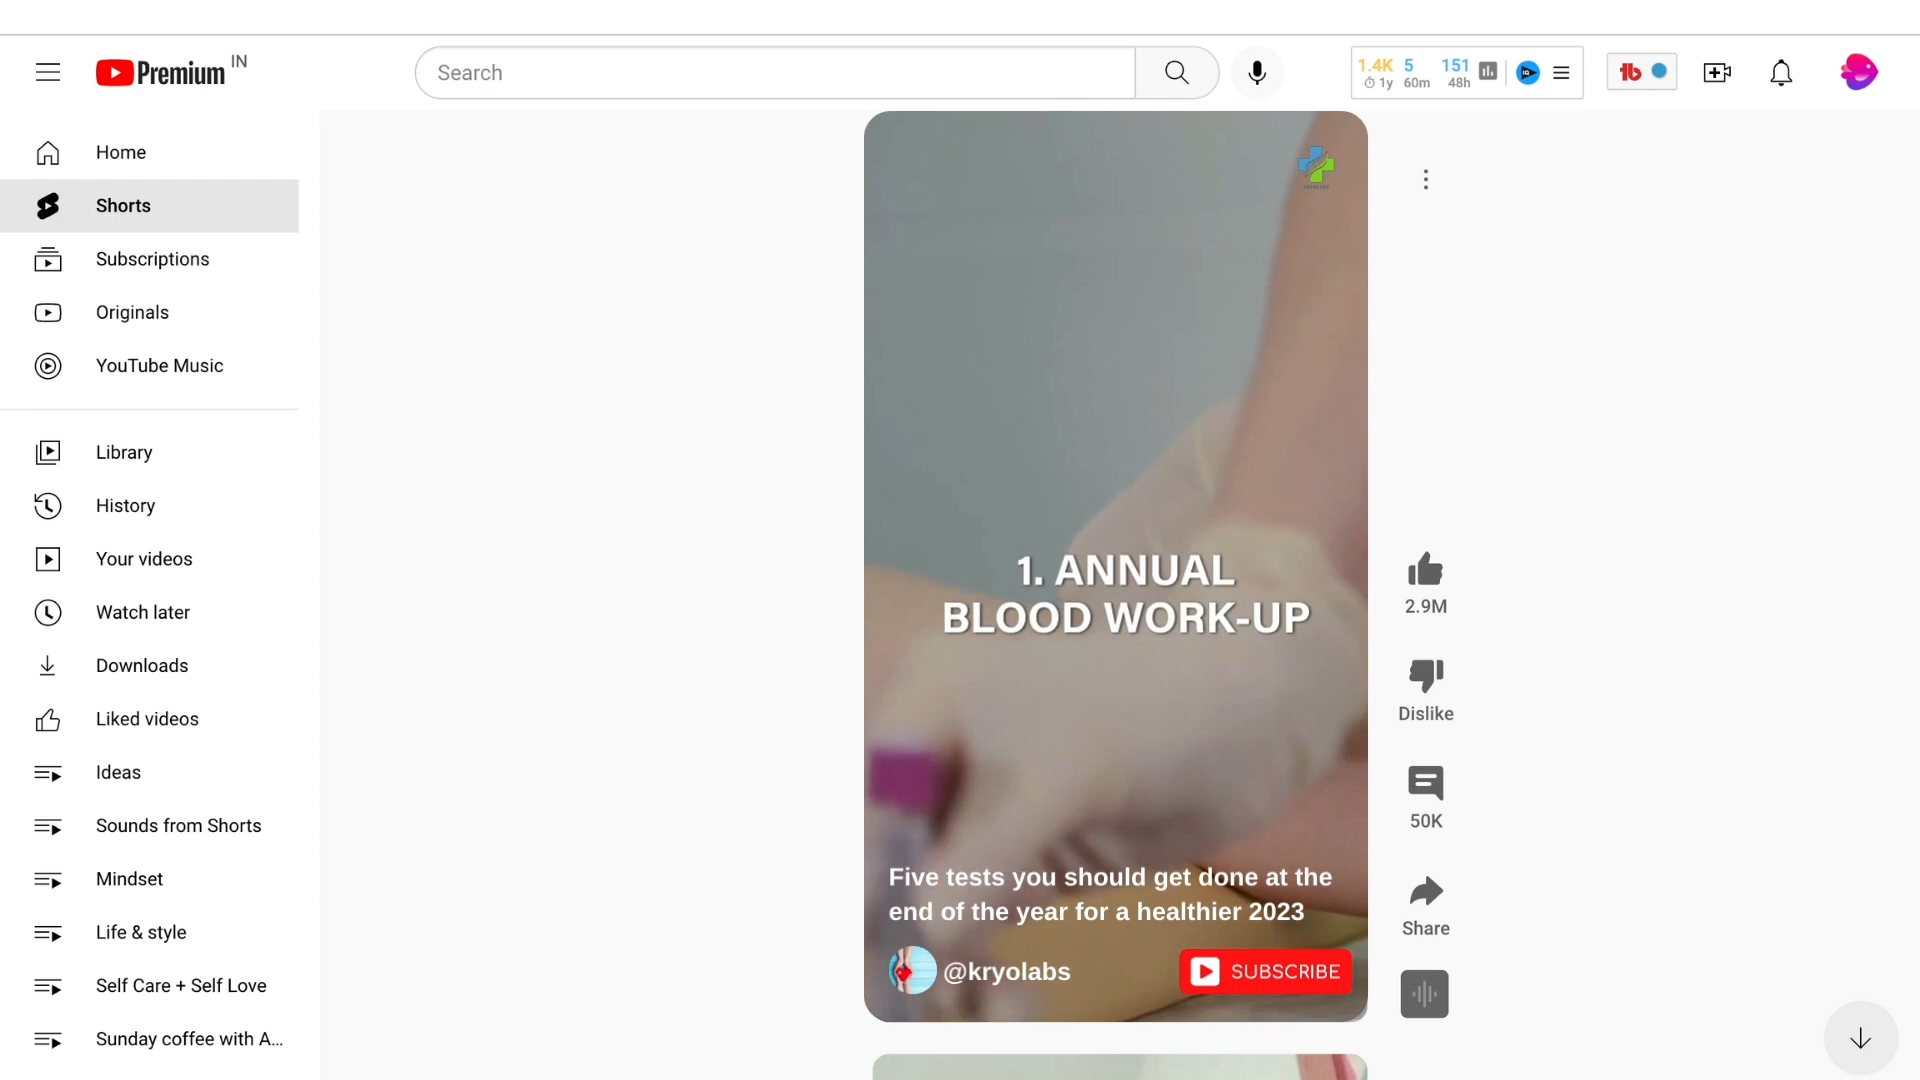 Premium IN
Search
1.4K 5 151
1y 60m 48h
Home
Shorts
Subscriptions
Originals
YouTube Music
Library
History
Your videos
Watch later
Downloads
Liked videos
Ideas
Sounds from Shorts
Mindset
Life & style
Self Care + Self Love
Sunday coffee with A...
1. ANNUAL
BLOOD WORK-UP
Five tests you should get done at the
end of the year for a healthier 2023
@kryolabs
SUBSCRIBE
2.9M
Dislike
50K
Share